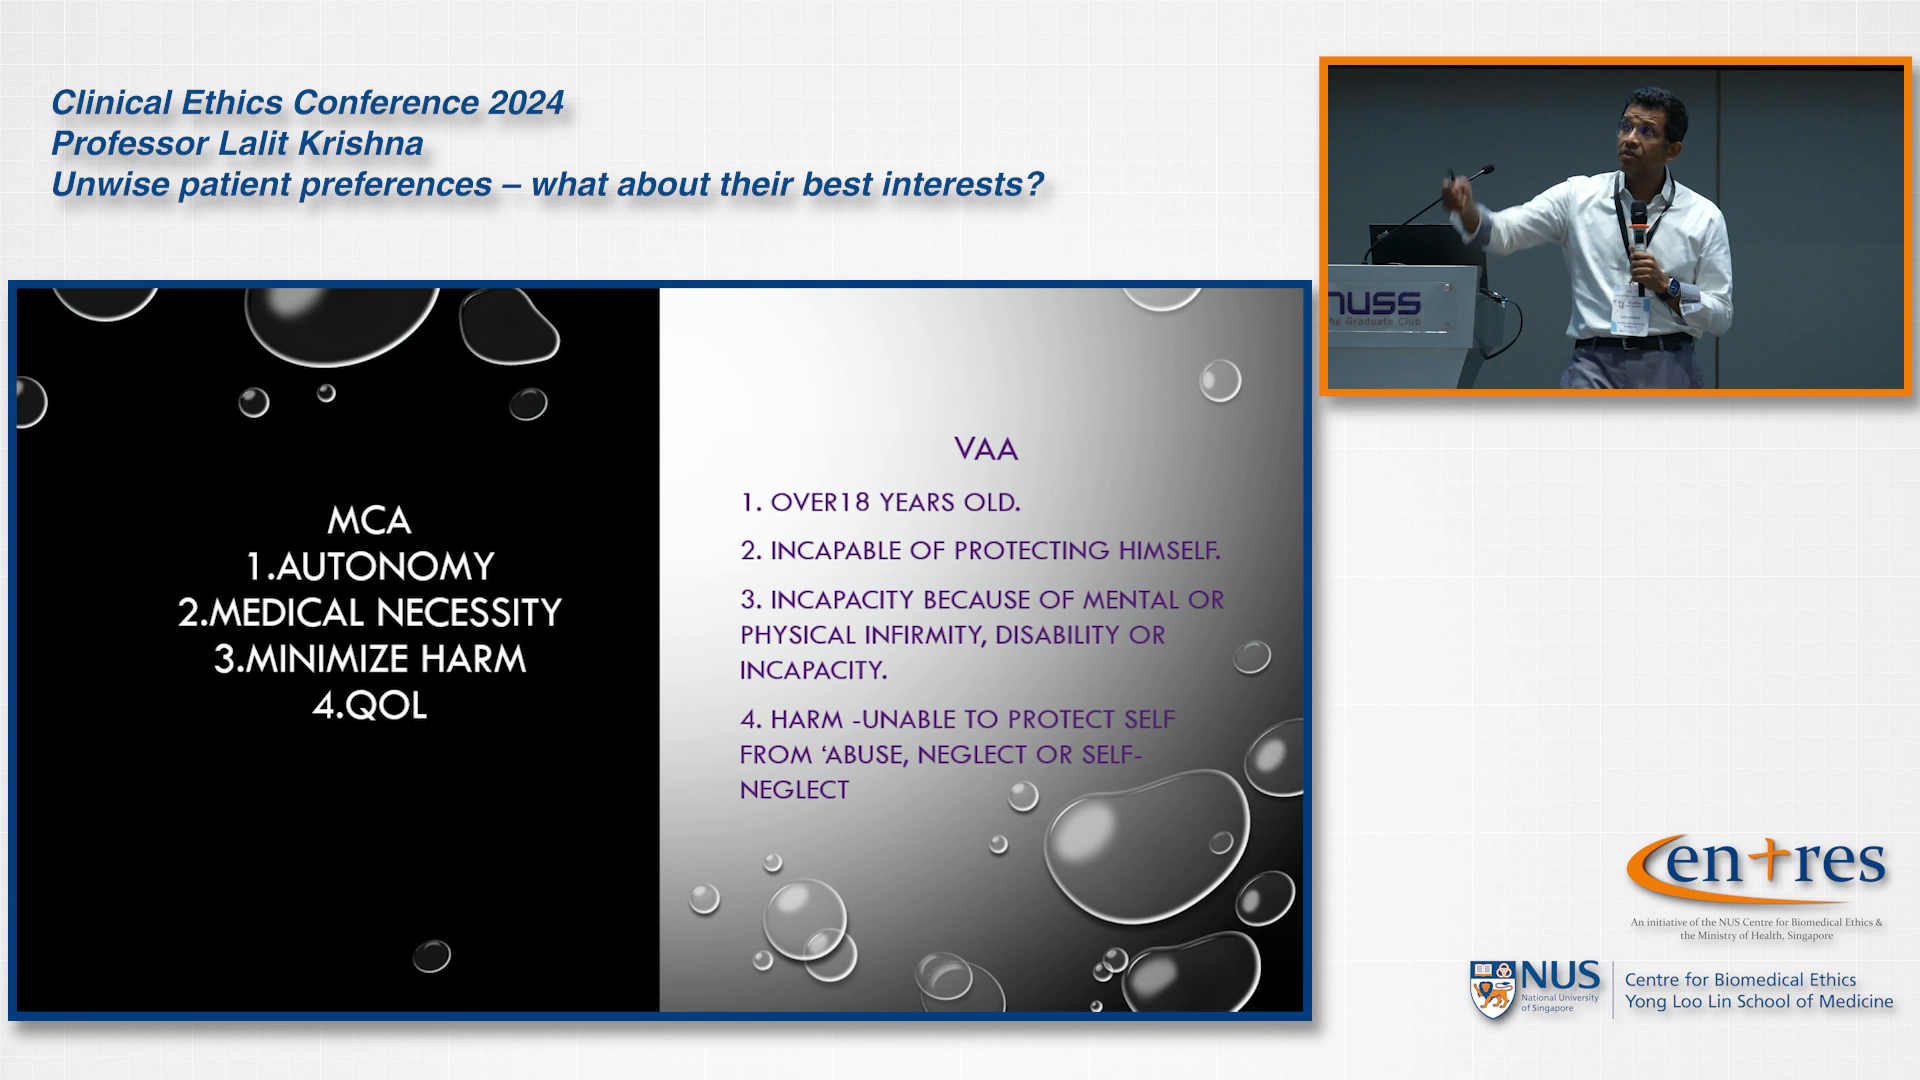 Clinical Ethics Conference 2024
Professor Lalit Krishna
Unwise patient preferences – what about their best interests?
nuss
he Graduate Club
MCA
1.AUTONOMY
2.MEDICAL NECESSITY
3.MINIMIZE HARM
4.QOL
VAA
1. OVER18 YEARS OLD.
2. INCAPABLE OF PROTECTING HIMSELF.
3. INCAPACITY BECAUSE OF MENTAL OR
PHYSICAL INFIRMITY, DISABILITY OR
INCAPACITY.
4. HARM -UNABLE TO PROTECT SELF
FROM ‘ABUSE, NEGLECT OR SELF-
NEGLECT
Centres
An initiative of the NUS Centre for Biomedical Ethics &
the Ministry of Health, Singapore
NUS
National University
of Singapore
Centre for Biomedical Ethics
Yong Loo Lin School of Medicine